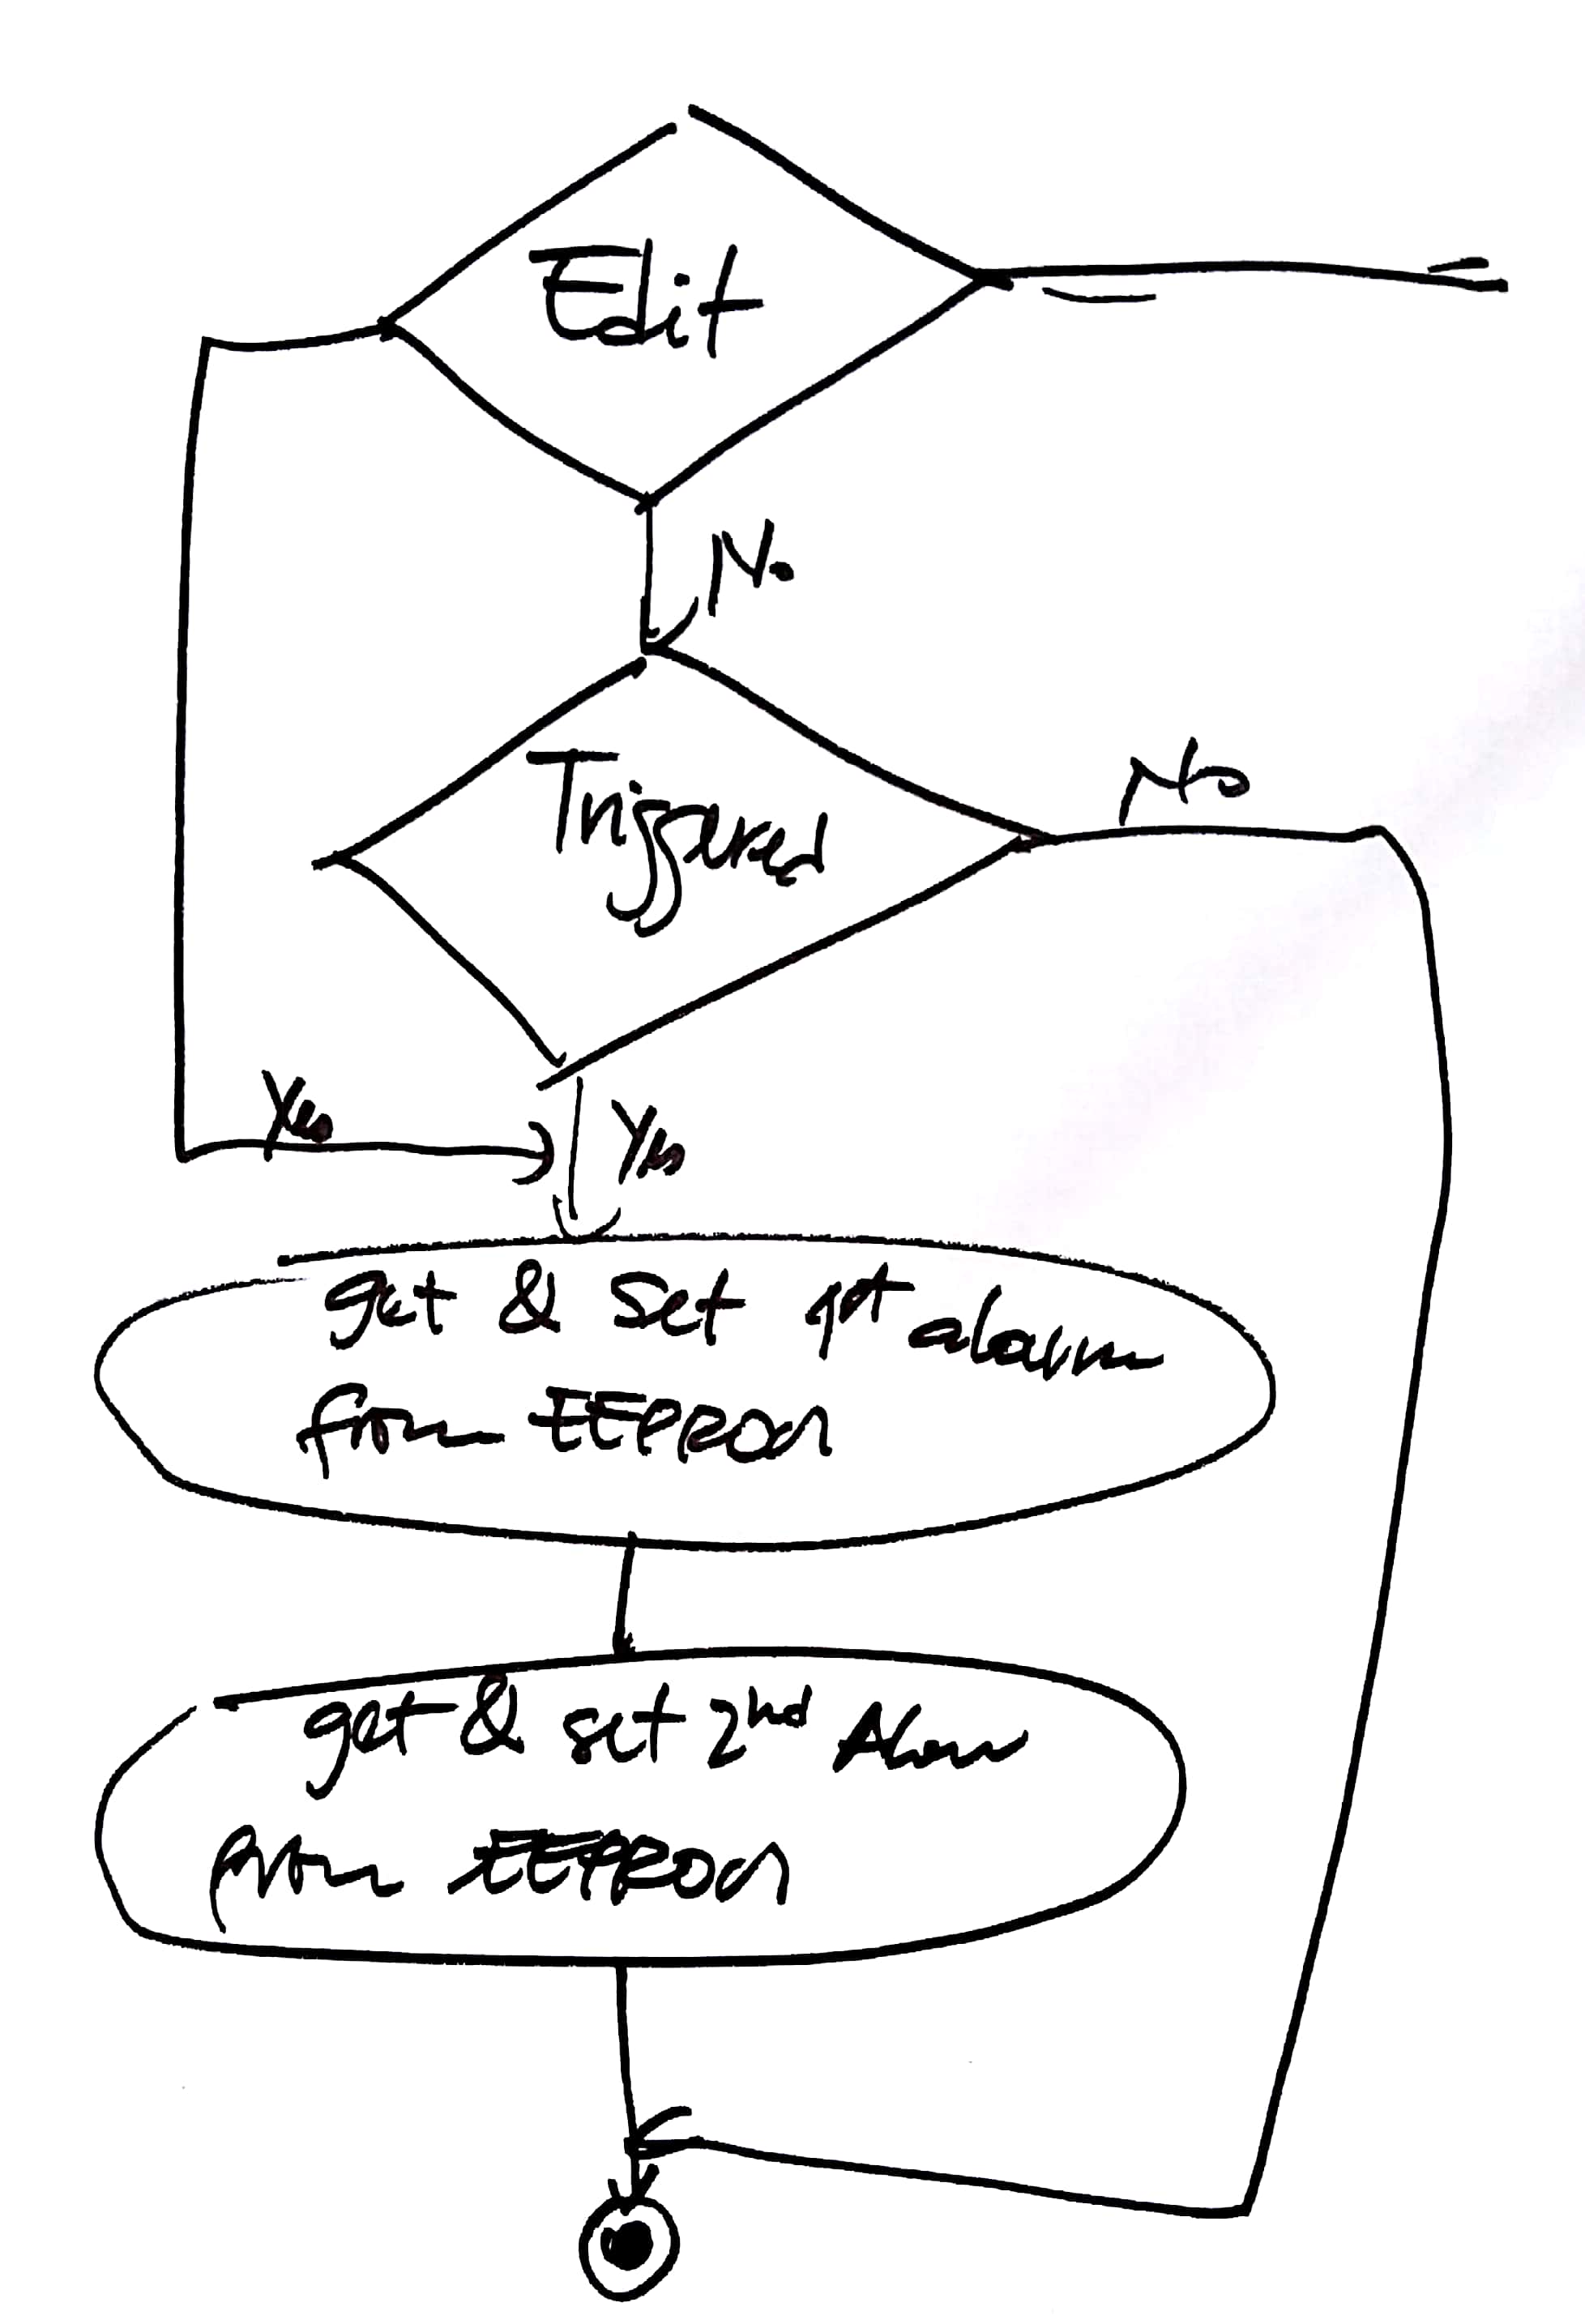 Edit
No
Triggered
No
Yes
Yes
get & set 1st alarm
from EEPROM
get & set 2nd Alarm
from EEPROM